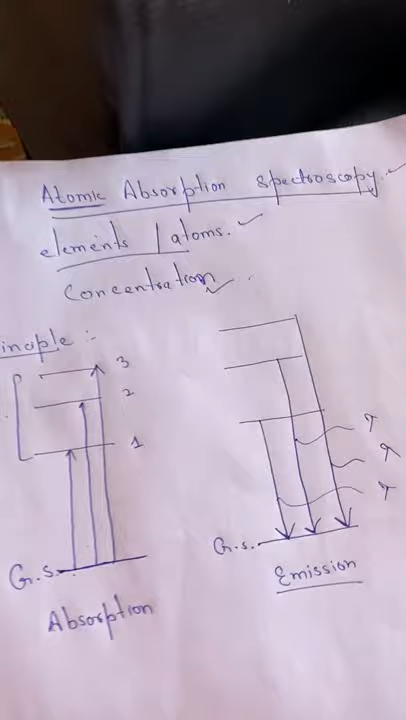 Atomic Absorption spectroscopy.
elements / atoms.
Concentration
inciple :-
3
2
1
G.s.
Absorption
G.s.
Emission